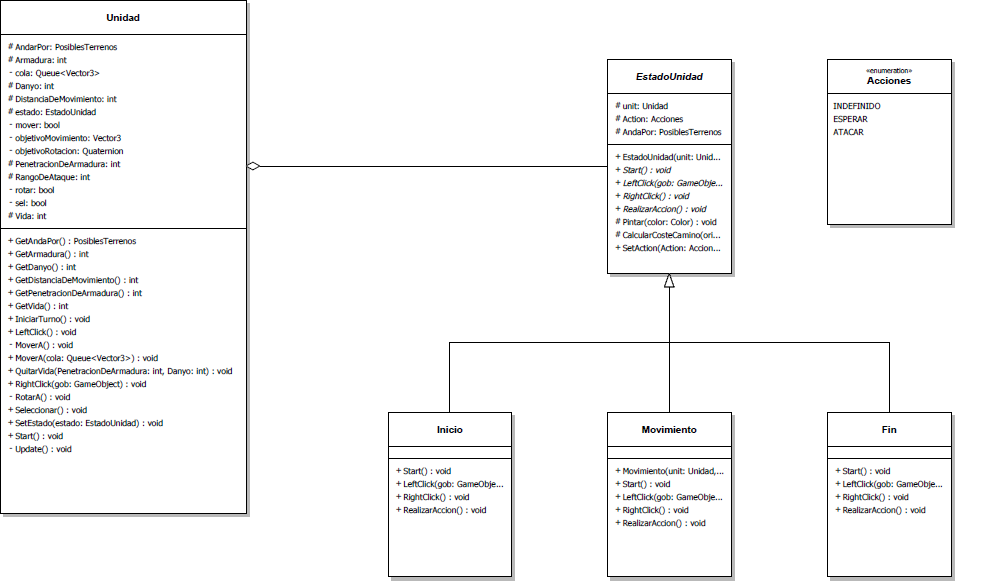 Unidad
# AndarPor: PosiblesTerrenos
# Armadura: int
- cola: Queue<Vector3>
# Danyo: int
# DistanciaDeMovimiento: int
# estado: EstadoUnidad
- mover: bool
- objetivoMovimiento: Vector3
- objetivoRotacion: Quaternion
# PenetracionDeArmadura: int
# RangoDeAtaque: int
- rotar: bool
- sel: bool
# Vida: int
+ GetAndaPor() : PosiblesTerrenos
+ GetArmadura() : int
+ GetDanyo() : int
+ GetDistanciaDeMovimiento() : int
+ GetPenetracionDeArmadura() : int
+ GetVida() : int
+ IniciarTurno() : void
+ LeftClick() : void
- MoverA() : void
+ MoverA(cola: Queue<Vector3>) : void
+ QuitarVida(PenetracionDeArmadura: int, Danyo: int) : void
+ RightClick(gob: GameObject) : void
- RotarA() : void
+ Seleccionar() : void
+ SetEstado(estado: EstadoUnidad) : void
+ Start() : void
- Update() : void
EstadoUnidad
# unit: Unidad
# Action: Acciones
# AndaPor: PosiblesTerrenos
+ EstadoUnidad(unit: Unid...
+ Start() : void
+ LeftClick(gob: GameObje...
+ RightClick() : void
+ RealizarAccion() : void
# Pintar(color: Color) : void
# CalcularCosteCamino(ori...
+ SetAction(Action: Accion...
«enumeration»
Acciones
INDEFINIDO
ESPERAR
ATACAR
Inicio
+ Start() : void
+ LeftClick(gob: GameObje...
+ RightClick() : void
+ RealizarAccion() : void
Movimiento
+ Movimiento(unit: Unidad,...
+ Start() : void
+ LeftClick(gob: GameObje...
+ RightClick() : void
+ RealizarAccion() : void
Fin
+ Start() : void
+ LeftClick(gob: GameObje...
+ RightClick() : void
+ RealizarAccion() : void